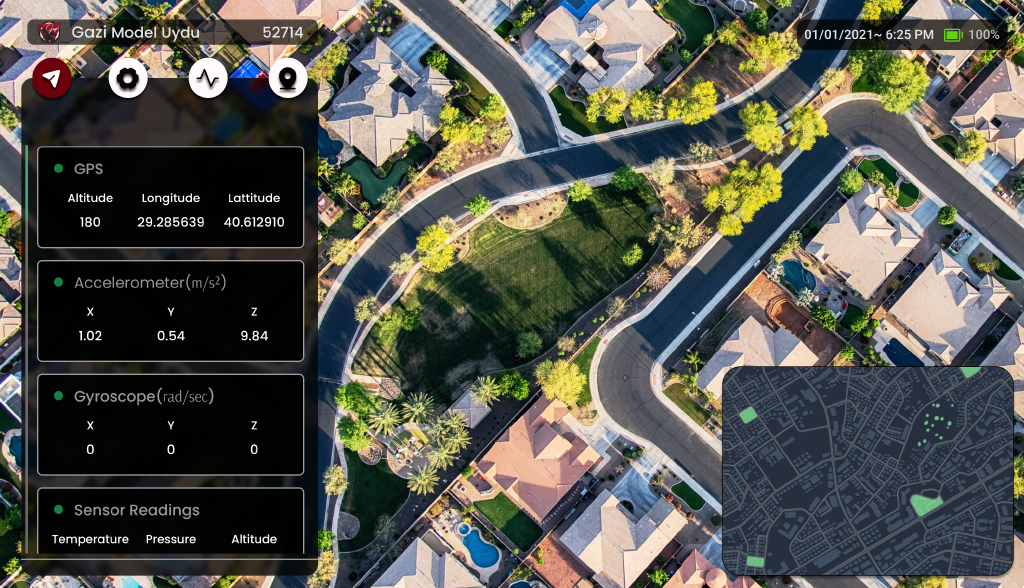 Gazi Model Uydu 52714
01/01/2021~ 6:25 PM 100%
GPS
Altitude Longitude Lattitude
180 29.285639 40.612910
Accelerometer(m/s²)
X Y Z
1.02 0.54 9.84
Gyroscope(rad/sec)
X Y Z
0 0 0
Sensor Readings
Temperature Pressure Altitude